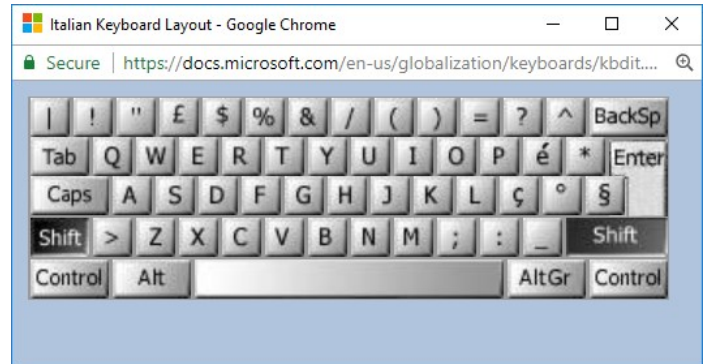 Italian Keyboard Layout - Google Chrome
Secure | https://docs.microsoft.com/en-us/globalization/keyboards/kbdit....
| ! " £ $ % & / ( ) = ? ^ BackSp
Tab Q W E R T Y U I O P é * Enter
Caps A S D F G H J K L ç ° §
Shift > Z X C V B N M ; : _ Shift
Control Alt AltGr Control